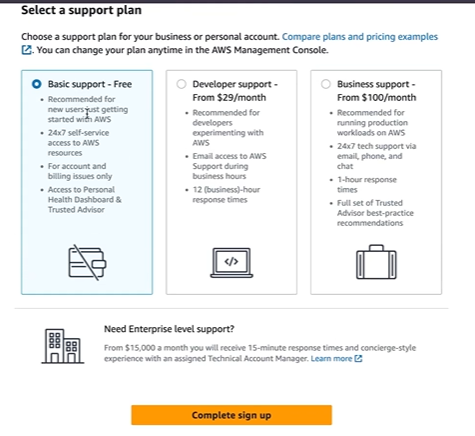 Select a support plan
Choose a support plan for your business or personal account. Compare plans and pricing examples
. You can change your plan anytime in the AWS Management Console.
Basic support - Free
• Recommended for
new users just getting
started with AWS
• 24x7 self-service
access to AWS
resources
• For account and
billing issues only
• Access to Personal
Health Dashboard &
Trusted Advisor
Developer support -
From $29/month
• Recommended for
developers
experimenting with
AWS
• Email access to AWS
Support during
business hours
• 12 (business)-hour
response times
Business support -
From $100/month
• Recommended for
running production
workloads on AWS
• 24x7 tech support via
email, phone, and
chat
• 1-hour response
times
• Full set of Trusted
Advisor best-practice
recommendations
</>
Need Enterprise level support?
From $15,000 a month you will receive 15-minute response times and concierge-style
experience with an assigned Technical Account Manager. Learn more
Complete sign up